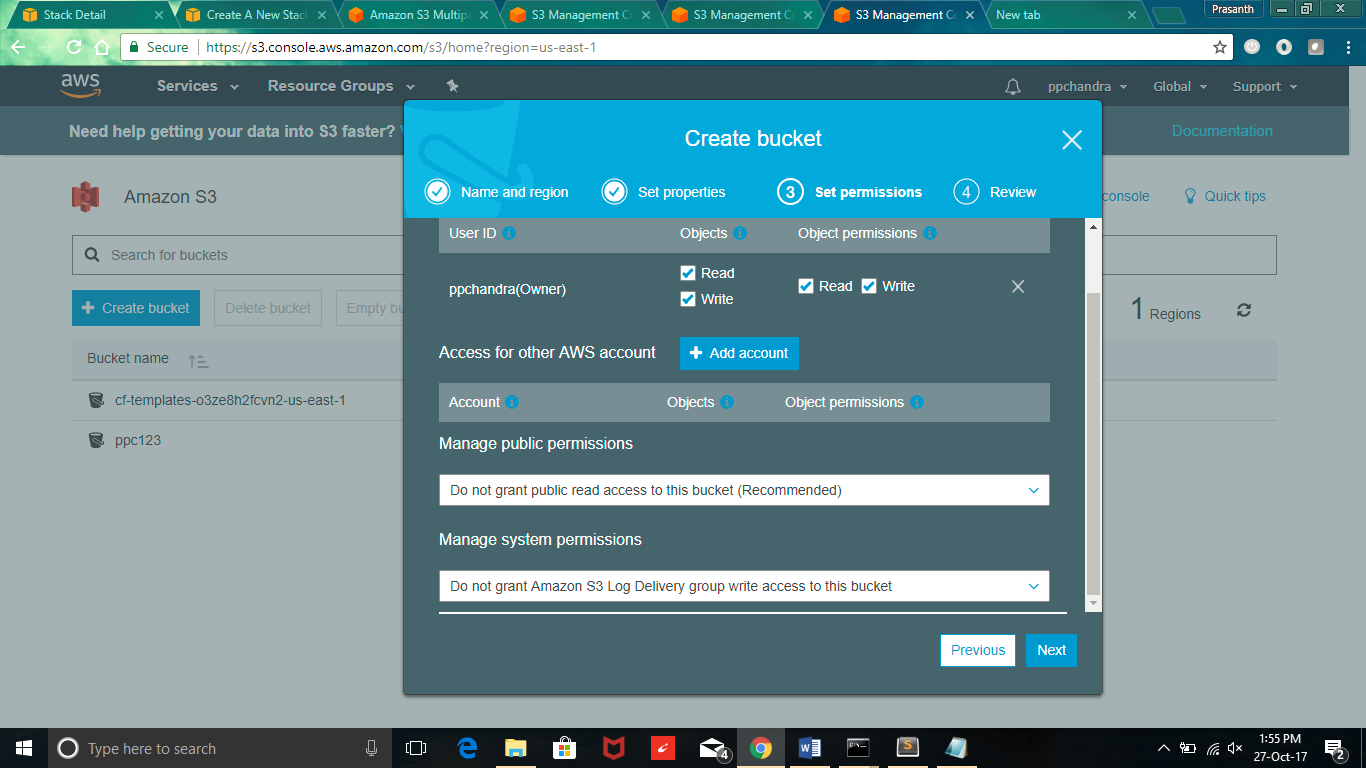 Stack Detail
Create A New Stac
Amazon S3 Multipa
S3 Management Co
S3 Management Co
S3 Management Co
New tab
Prasanth
Secure https://s3.console.aws.amazon.com/s3/home?region=us-east-1
aws
Services
Resource Groups
ppchandra
Global
Support
Need help getting your data into S3 faster?
Documentation
Create bucket
Name and region
Set properties
3 Set permissions
4 Review
Amazon S3
console
Quick tips
User ID Objects Object permissions
Search for buckets
ppchandra(Owner)
Read
Write
Read Write
+ Create bucket
Delete bucket
Empty bu
1 Regions
Access for other AWS account
+ Add account
Bucket name
cf-templates-o3ze8h2fcvn2-us-east-1
ppc123
Account Objects Object permissions
Manage public permissions
Do not grant public read access to this bucket (Recommended)
Manage system permissions
Do not grant Amazon S3 Log Delivery group write access to this bucket
Previous
Next
Type here to search
4
1:55 PM
27-Oct-17
2